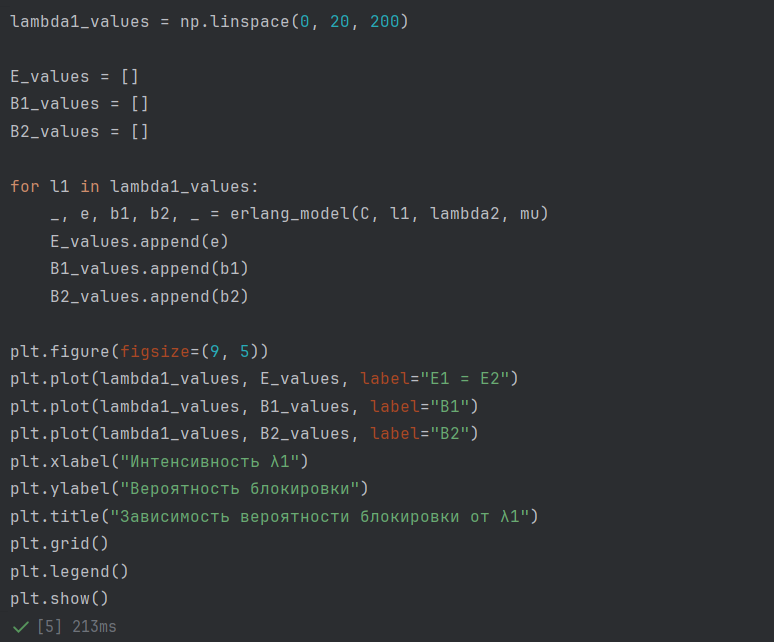 lambda1_values = np.linspace(0, 20, 200)
E_values = []
B1_values = []
B2_values = []
for l1 in lambda1_values:
    _, e, b1, b2, _ = erlang_model(C, l1, lambda2, mu)
    E_values.append(e)
    B1_values.append(b1)
    B2_values.append(b2)
plt.figure(figsize=(9, 5))
plt.plot(lambda1_values, E_values, label="E1 = E2")
plt.plot(lambda1_values, B1_values, label="B1")
plt.plot(lambda1_values, B2_values, label="B2")
plt.xlabel("Интенсивность λ1")
plt.ylabel("Вероятность блокировки")
plt.title("Зависимость вероятности блокировки от λ1")
plt.grid()
plt.legend()
plt.show()
[5] 213ms